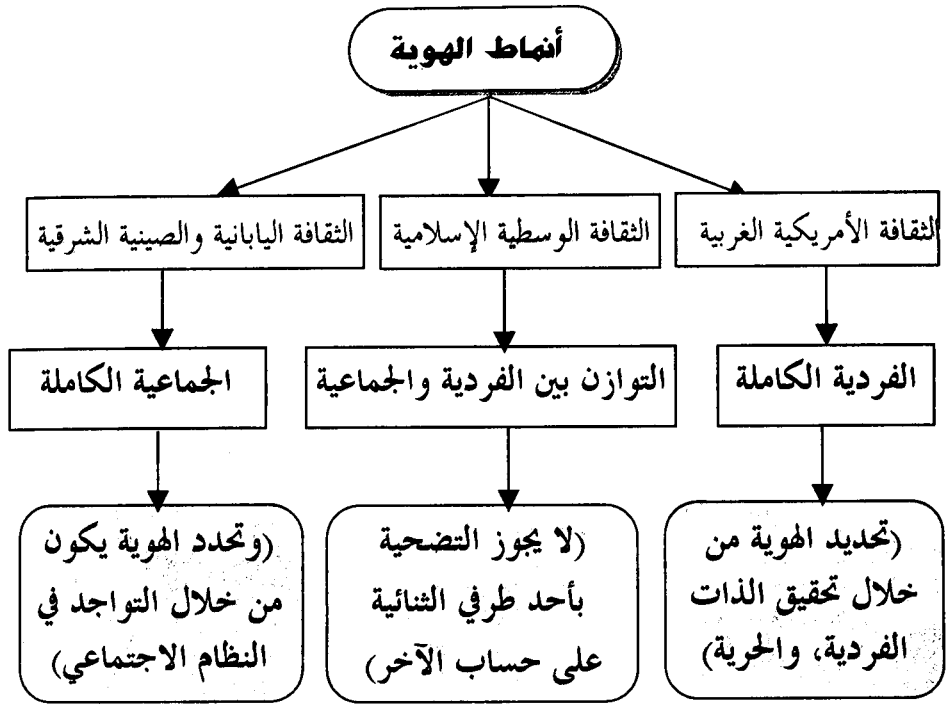 أنماط الهوية
الثقافة الأمريكية الغربية
الثقافة الوسطية الإسلامية
الثقافة اليابانية والصينية الشرقية
الفردية الكاملة
التوازن بين الفردية والجماعية
الجماعية الكاملة
(تحديد الهوية من
خلال تحقيق الذات
الفردية، والحرية)
(لا يجوز التضحية
بأحد طرفي الثنائية
على حساب الآخر)
(وتحدد الهوية يكون
من خلال التواجد في
النظام الاجتماعي)